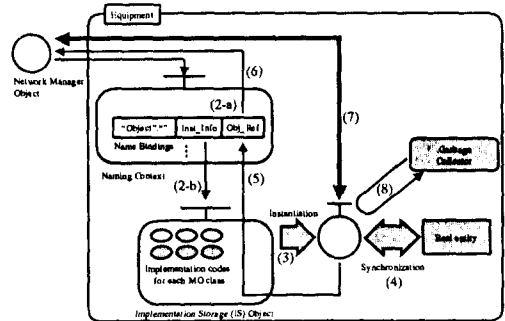 Equipment
Network Manager
Object
(6)
(2-a)
"Object".""
Inst_Info
Obj_Ref
Name Bindings
(7)
Garbage
Collector
Naming Context
(2-b)
(5)
(8)
Instantiation
(3)
Real entity
Implementation codes
for each MO class
Synchronization
(4)
Implementation Storage (IS) Object